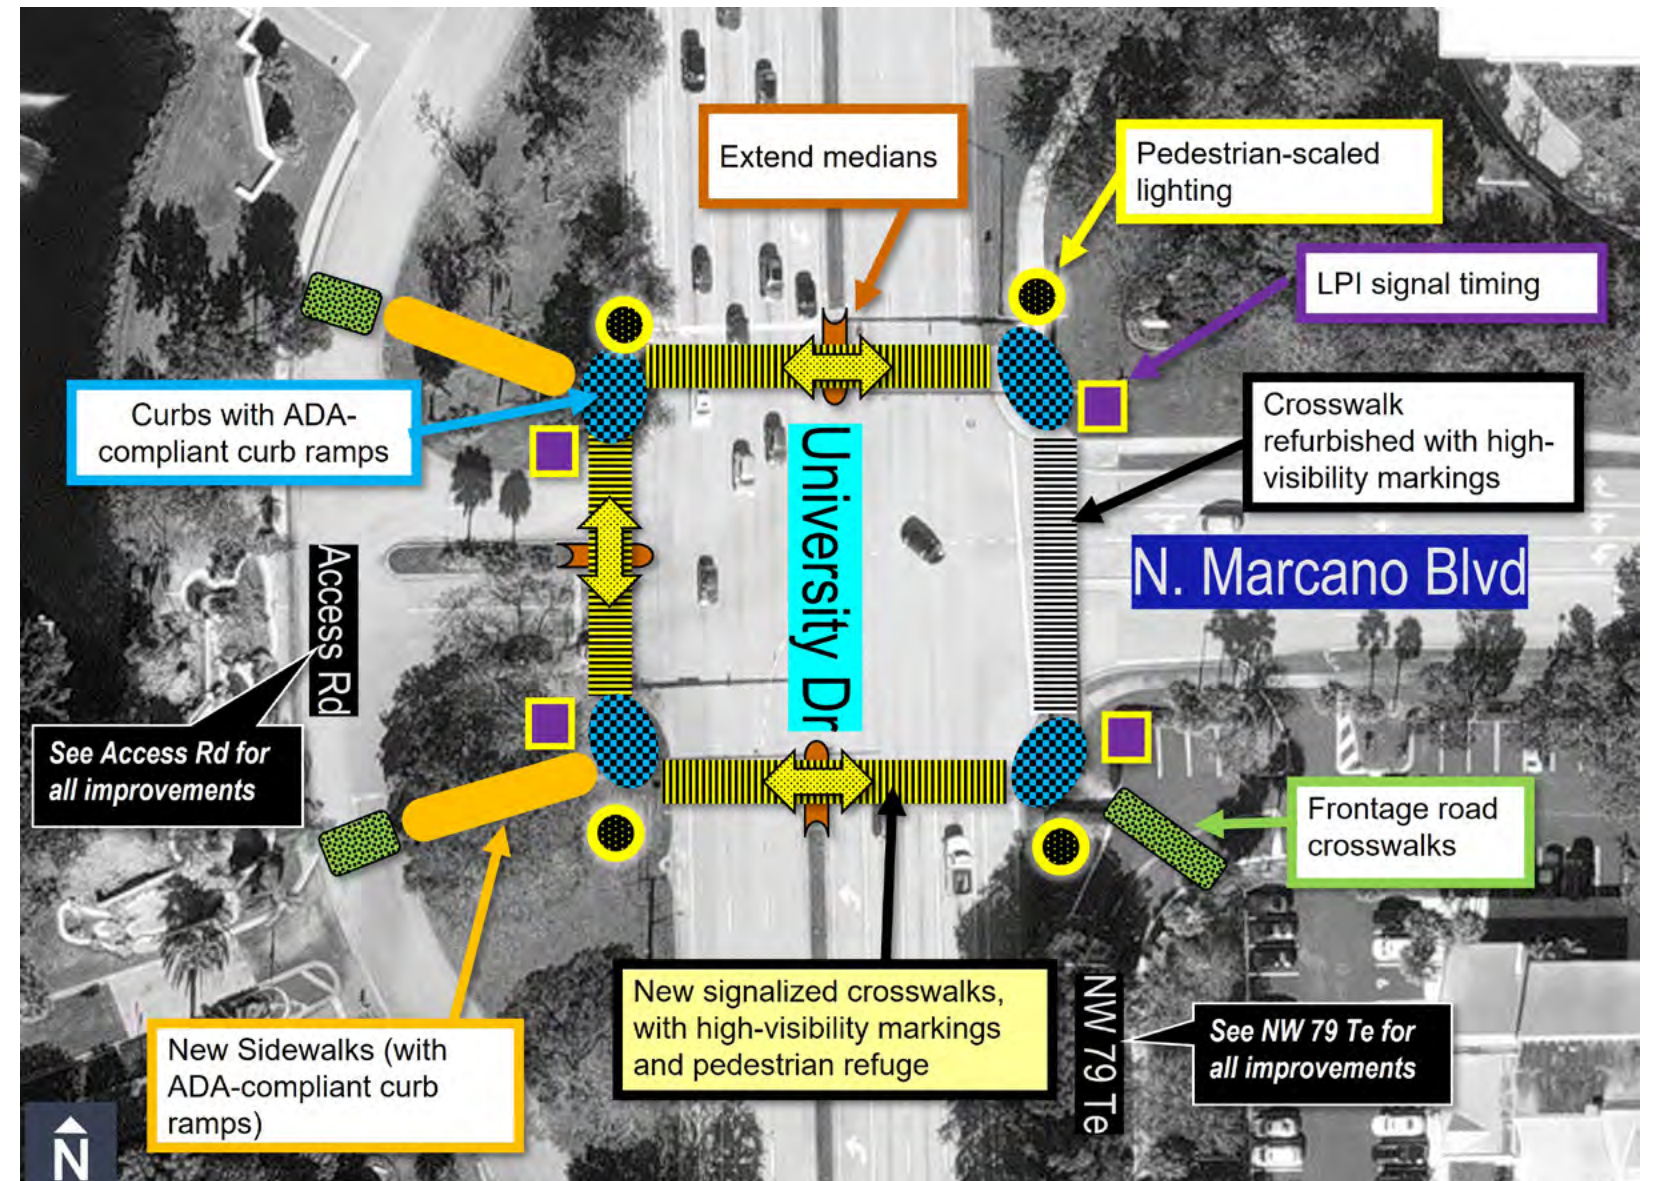 Extend medians
Pedestrian-scaled
lighting
LPI signal timing
Curbs with ADA-
compliant curb ramps
Crosswalk
refurbished with high-
visibility markings
University Dr
N. Marcano Blvd
Access Rd
See Access Rd for
all improvements
Frontage road
crosswalks
New signalized crosswalks,
with high-visibility markings
and pedestrian refuge
NW 79 Te
See NW 79 Te for
all improvements
New Sidewalks (with
ADA-compliant curb
ramps)
N